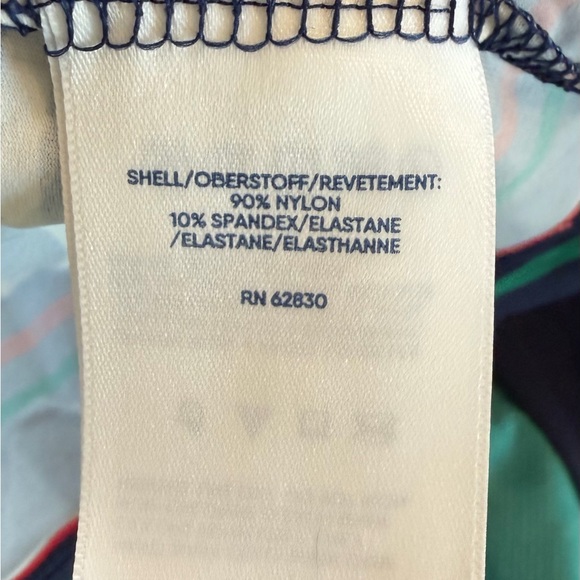 SHELL/OBERSTOFF/REVETEMENT:
90% NYLON
10% SPANDEX/ELASTANE
/ELASTANE/ELASTHANNE
RN 62830